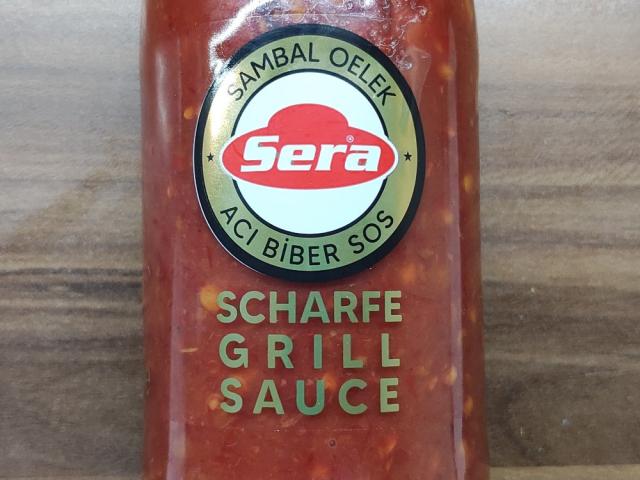 SAMBAL OELEK
Sera®
ACI BİBER SOS
SCHARFE
GRILL
SAUCE